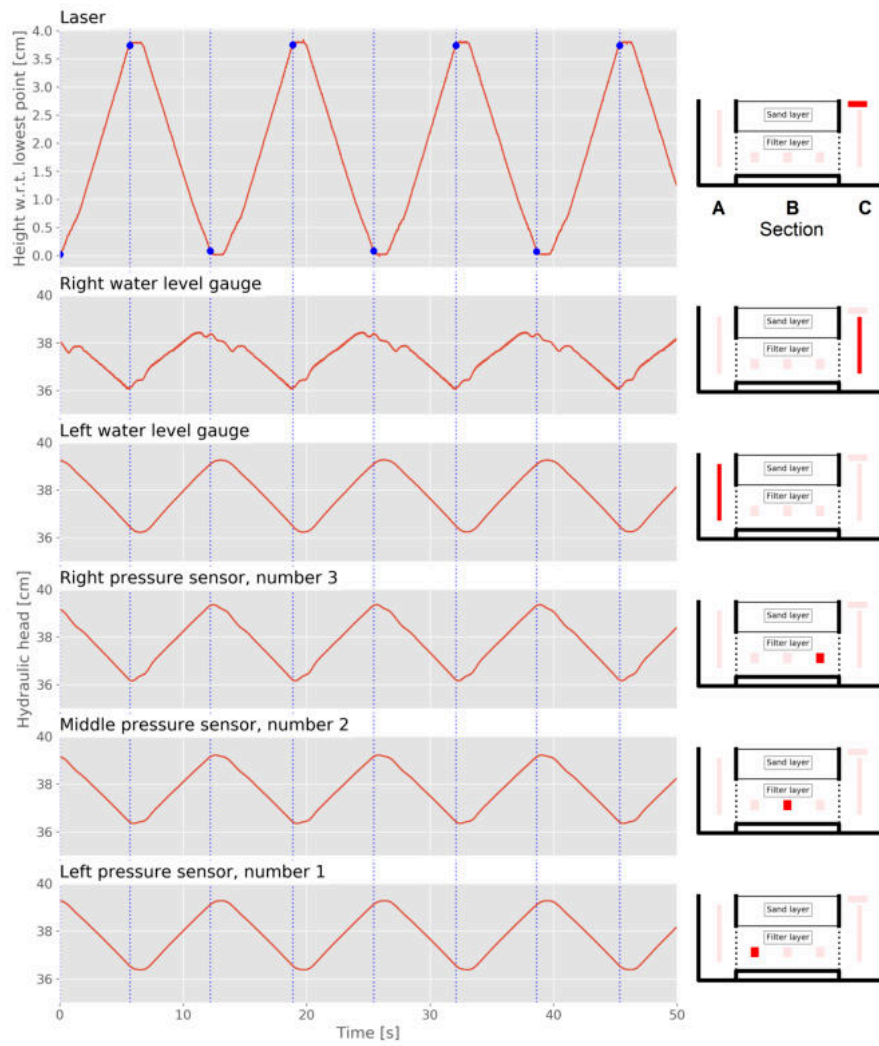 Laser
4.0
3.5
3.0
2.5
2.0
1.5
1.0
0.5
0.0
Height w.r.t. lowest point [cm]
Sand layer
Filter layer
A B C
Section
Right water level gauge
40
38
36
Sand layer
Filter layer
Left water level gauge
40
38
36
Sand layer
Filter layer
Right pressure sensor, number 3
40
38
36
Hydraulic head [cm]
Sand layer
Filter layer
Middle pressure sensor, number 2
40
38
36
Sand layer
Filter layer
Left pressure sensor, number 1
40
38
36
Sand layer
Filter layer
0 10 20 30 40 50
Time [s]